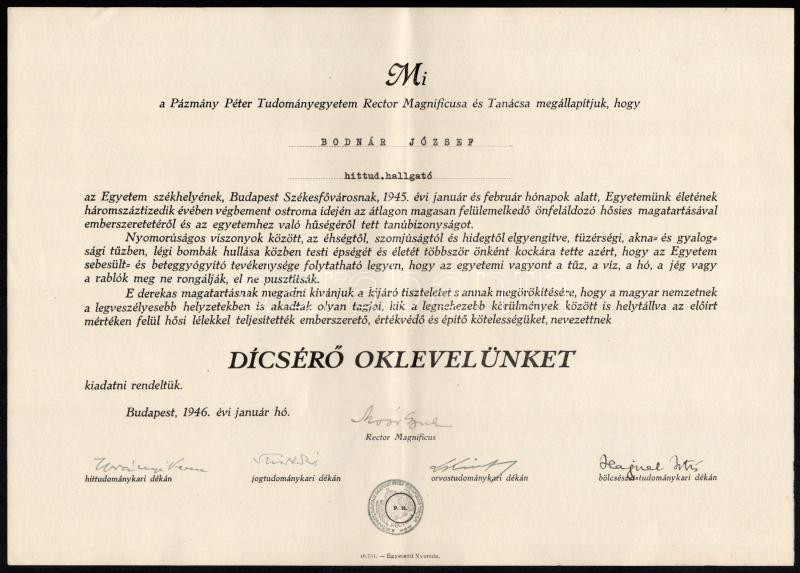 Mi
a Pázmány Péter Tudományegyetem Rector Magnificusa és Tanácsa megállapítjuk, hogy
BODNÁR JÓZSEF
hittud.hallgató
az Egyetem székhelyének, Budapest Székesfővárosnak, 1945. évi január és február hónapok alatt, Egyetemünk életének
háromszáztizedik évében végbement ostroma idején az átlagon magasan felülemelkedő önfeláldozó hősies magatartásával
emberszeretetéről és az egyetemhez való hűségéről tett tanúbizonyságot.
Nyomorúságos viszonyok között, az éhségtől, szomjúságtól és hidegtől elgyengítve, tüzérségi, akna- és gyalog-
sági tűzben, légi bombák hullása közben testi épségét és életét többször önként kockára tette azért, hogy az Egyetem
sebesült- és beteggyógyító tevékenysége folytatható legyen, hogy az egyetemi vagyont a tűz, a víz, a hó, a jég vagy
a rablók meg ne rongálják, el ne pusztítsák.
E derekas magatartásnak megadni kívánjuk a kijáró tiszteletet s annak megörökítésére, hogy a magyar nemzetnek
a legveszélyesebb helyzetekben is akadtak olyan tagjai, kik a legnehezebb körülmények között is helytállva az előírt
mértéken felül hősi lélekkel teljesítették emberszerető, értékvédő és építő kötelességüket, nevezettnek
DÍCSÉRŐ OKLEVELÜNKET
kiadatni rendeltük.
Budapest, 1946. évi január hó.
Rector Magnificus
Hajnal István
hittudománykari dékán jogtudománykari dékán orvostudománykari dékán bölcsészet-tudománykari dékán
P. H.
— Egyetemi Nyomda.